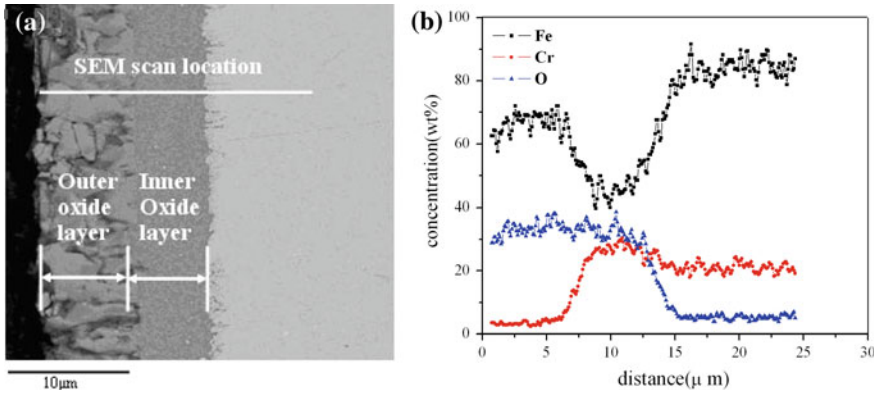 (a)
SEM scan location
Outer
oxide
layer
Inner
Oxide
layer
10μm
(b)
Fe
Cr
O
concentration(wt%)
100
80
60
40
20
0
0 5 10 15 20 25 30
distance(μ m)